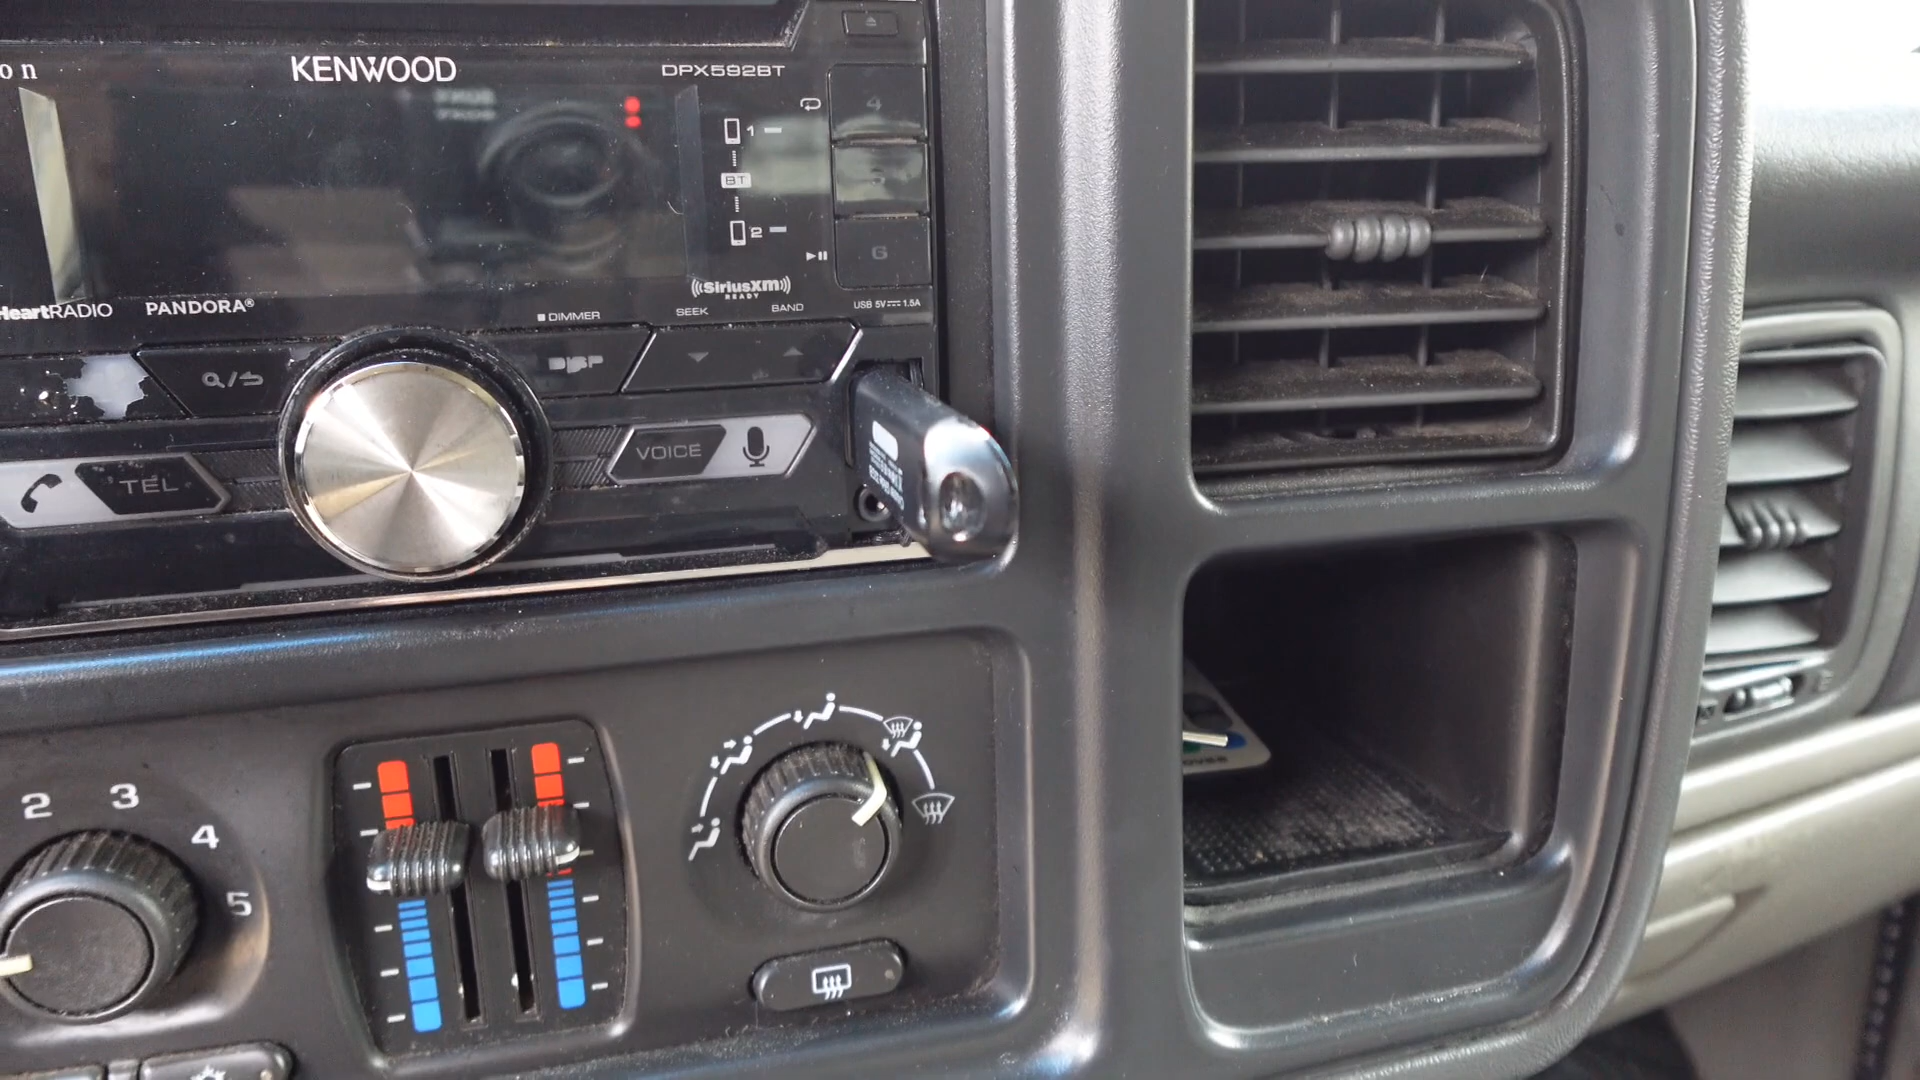 on
KENWOOD
DPX592BT
4
1
BT
2
6
SiriusXM
READY
HeartRADIO
PANDORA®
DIMMER
SEEK
BAND
USB 5V 1.5A
DISP
VOICE
TEL
2
3
4
5